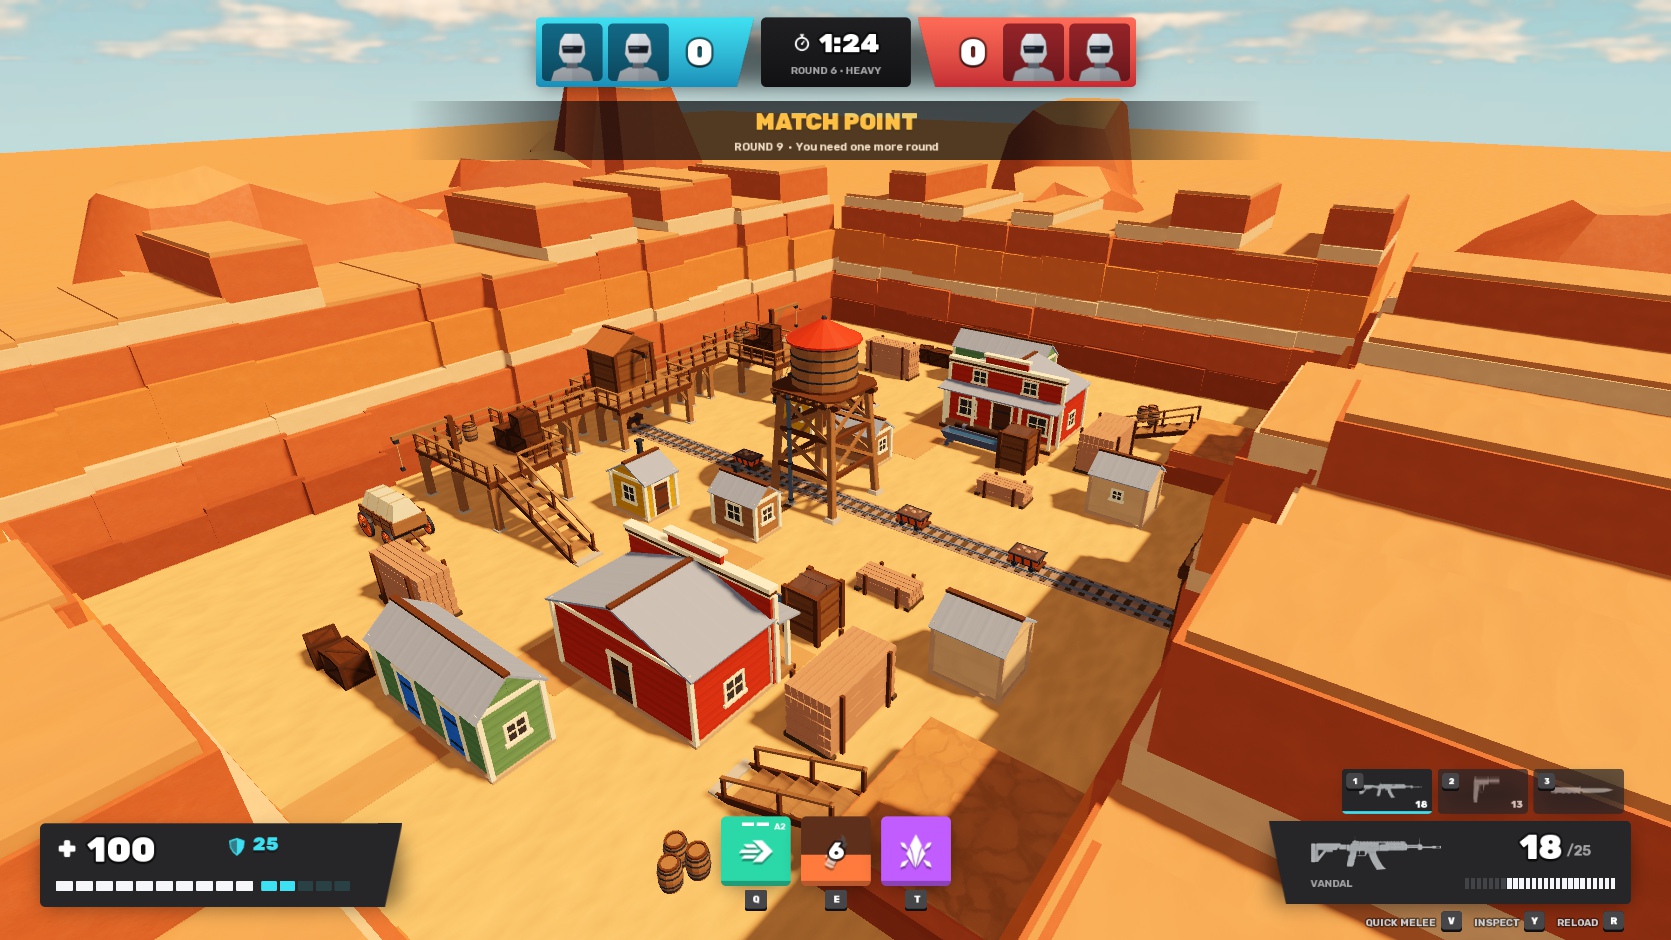 0
1:24
ROUND 6 · HEAVY
0
MATCH POINT
ROUND 9 · You need one more round
1
18
2
13
3
+ 100
25
A2
6
Q
E
T
18 /25
VANDAL
QUICK MELEE V
INSPECT Y
RELOAD R